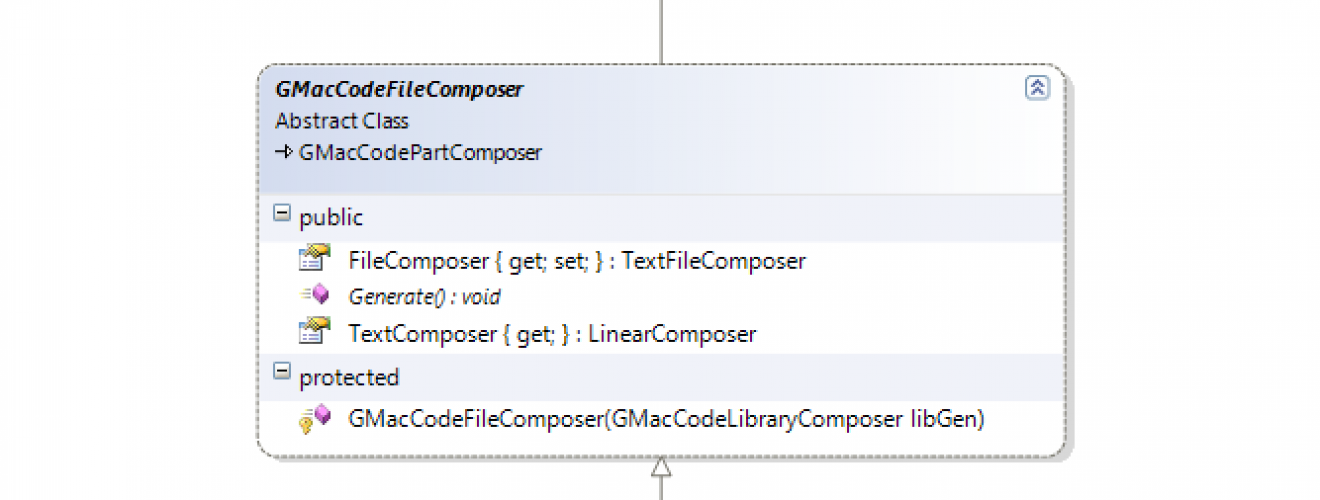 GMacCodeFileComposer
Abstract Class
GMacCodePartComposer
public
FileComposer { get; set; } : TextFileComposer
Generate() : void
TextComposer { get; } : LinearComposer
protected
GMacCodeFileComposer(GMacCodeLibraryComposer libGen)